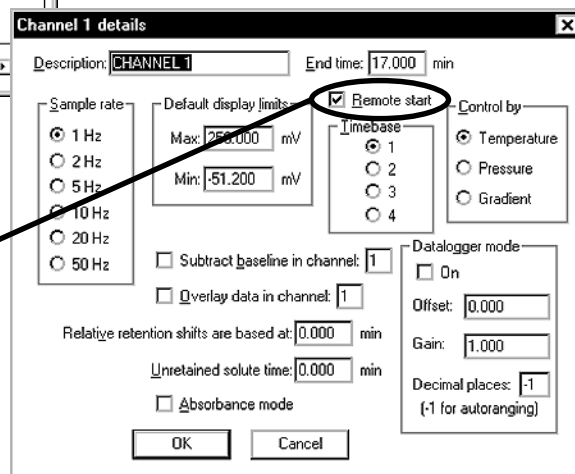 Channel 1 details
Description: CHANNEL 1
End time: 17.000 min
Remote start
Sample rate
1 Hz
2 Hz
5 Hz
10 Hz
20 Hz
50 Hz
Default display limits
Max: 256.000 mV
Min: -51.200 mV
Timebase
1
2
3
4
Control by
Temperature
Pressure
Gradient
Subtract baseline in channel: 1
Overlay data in channel: 1
Relative retention shifts are based at: 0.000 min
Unretained solute time: 0.000 min
Absorbance mode
Datalogger mode
On
Offset: 0.000
Gain: 1.000
Decimal places: -1
(-1 for autoranging)
OK
Cancel